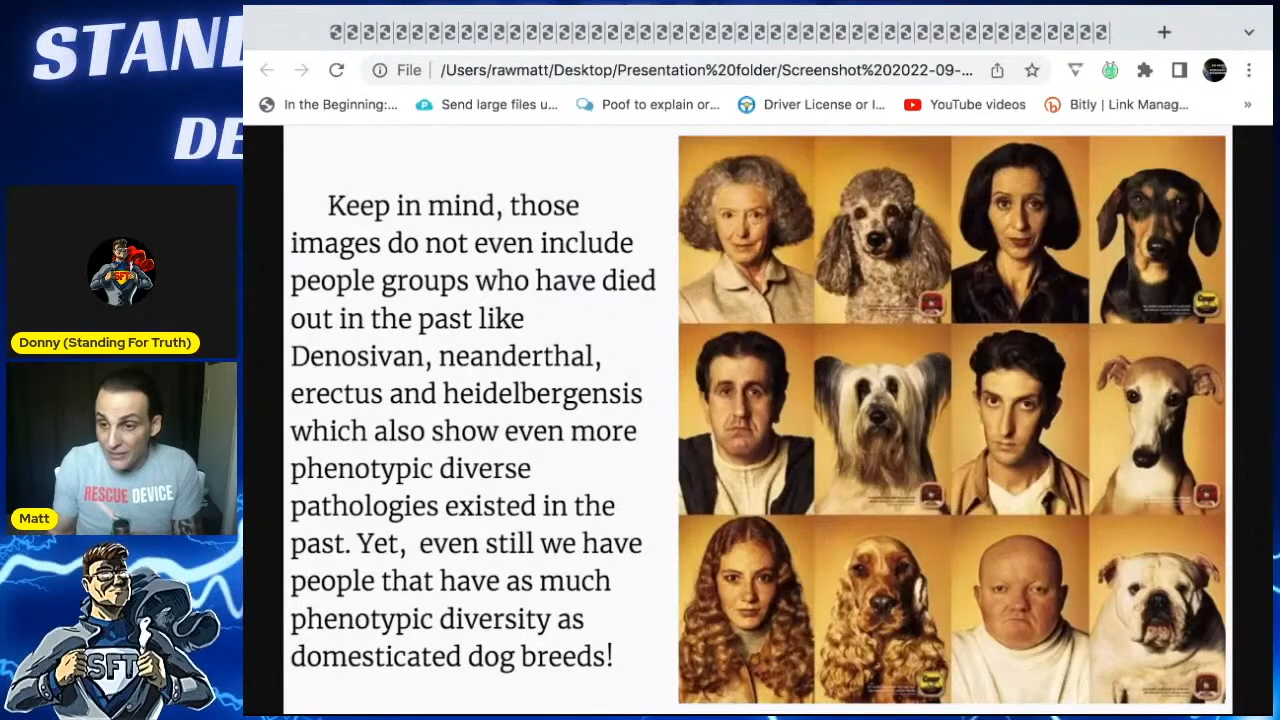 STAND
DE
File
/Users/rawmatt/Desktop/Presentation%20folder/Screenshot%202022-09-...
In the Beginning:...
Send large files u...
Poof to explain or...
Driver License or I...
YouTube videos
Bitly | Link Manag...
»
Keep in mind, those
images do not even include
people groups who have died
out in the past like
Denosivan, neanderthal,
erectus and heidelbergensis
which also show even more
phenotypic diverse
pathologies existed in the
past. Yet, even still we have
people that have as much
phenotypic diversity as
domesticated dog breeds!
SFT
Donny (Standing For Truth)
RESCUE DEVICE
Matt
SFT